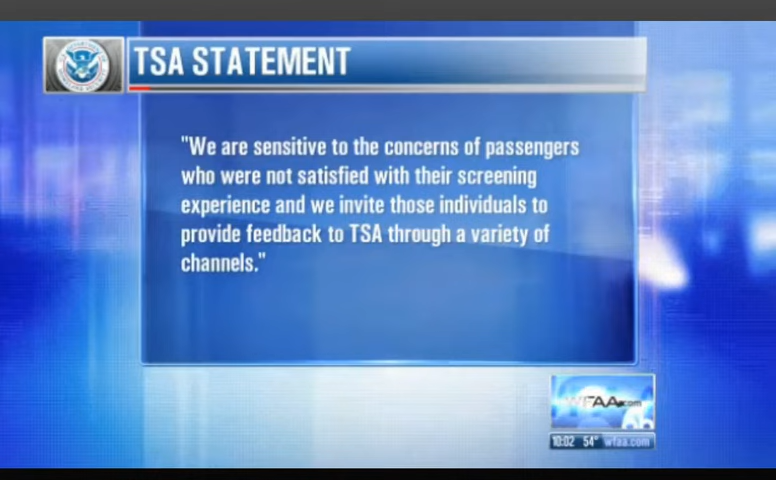 TSA STATEMENT
"We are sensitive to the concerns of passengers
who were not satisfied with their screening
experience and we invite those individuals to
provide feedback to TSA through a variety of
channels."
WFAA.com
10:02 54° wfaa.com